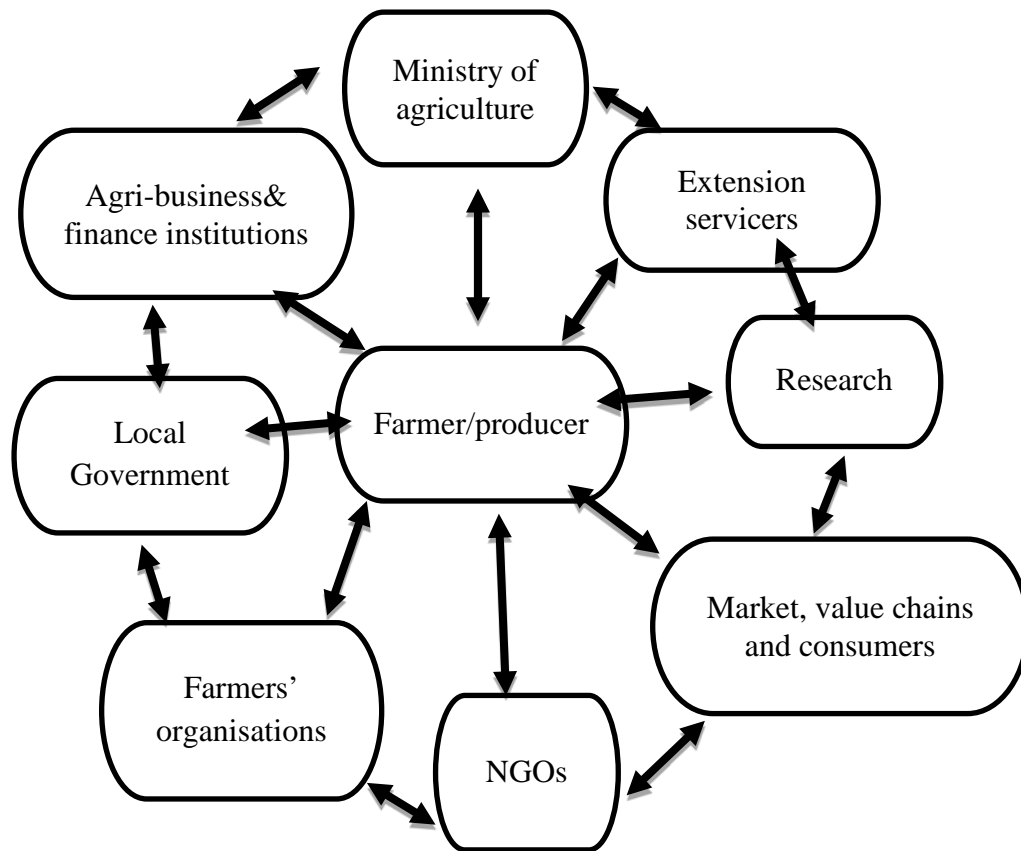 Ministry of
agriculture
Agri-business&
finance institutions
Extension
servicers
Research
Farmer/producer
Local
Government
Market, value chains
and consumers
Farmers’
organisations
NGOs